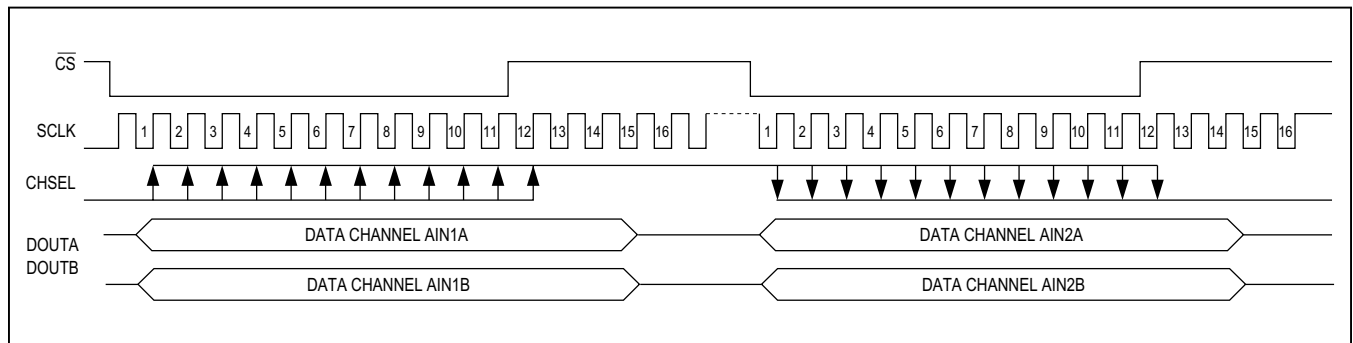 CS
SCLK 1 2 3 4 5 6 7 8 9 10 11 12 13 14 15 16 1 2 3 4 5 6 7 8 9 10 11 12 13 14 15 16
CHSEL
DOUTA DATA CHANNEL AIN1A DATA CHANNEL AIN2A
DOUTB DATA CHANNEL AIN1B DATA CHANNEL AIN2B